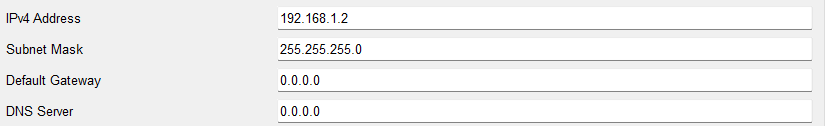 IPv4 Address 192.168.1.2
Subnet Mask 255.255.255.0
Default Gateway 0.0.0.0
DNS Server 0.0.0.0